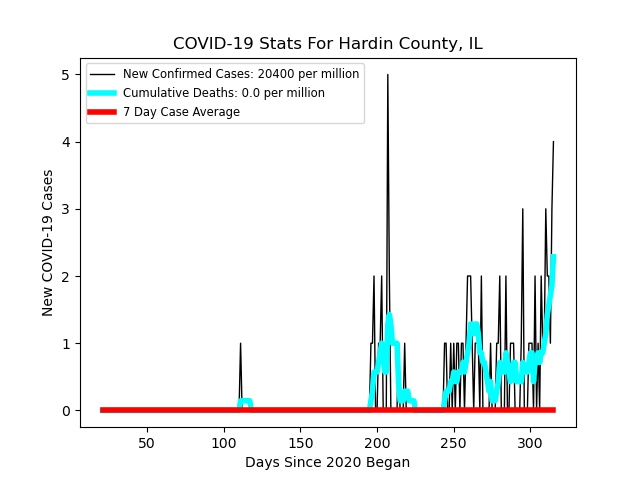 COVID-19 Stats For Hardin County, IL
New Confirmed Cases: 20400 per million
Cumulative Deaths: 0.0 per million
7 Day Case Average
New COVID-19 Cases
5
4
3
2
1
0
50 100 150 200 250 300
Days Since 2020 Began